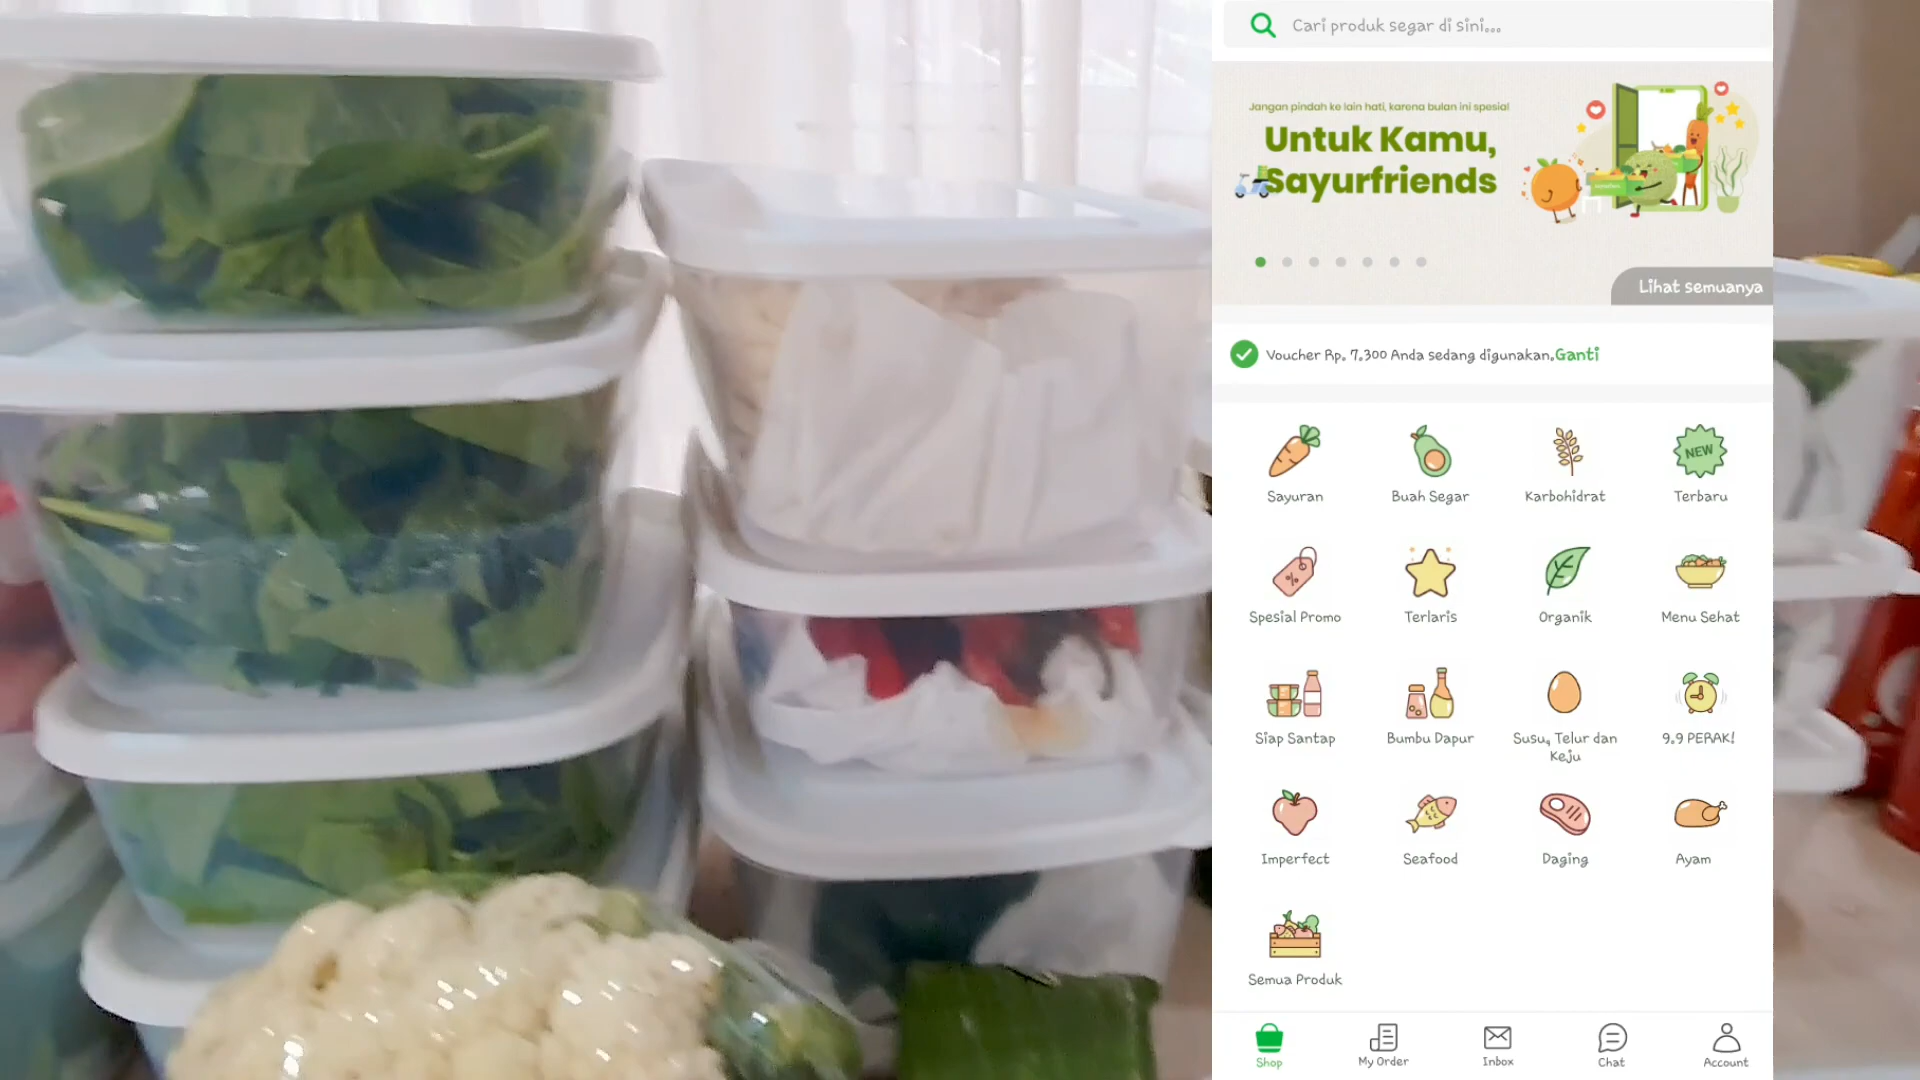 Cari produk segar di sini...
Jangan pindah ke lain hati, karena bulan ini spesial
Untuk Kamu,
Sayurfriends
Lihat semuanya
Voucher Rp. 7.300 Anda sedang digunakan.Ganti
Sayuran
Buah Segar
Karbohidrat
NEW
Terbaru
Spesial Promo
Terlaris
Organik
Menu Sehat
Siap Santap
Bumbu Dapur
Susu, Telur dan
Keju
9.9 PERAK!
Imperfect
Seafood
Daging
Ayam
Semua Produk
Shop
My Order
Inbox
Chat
Account